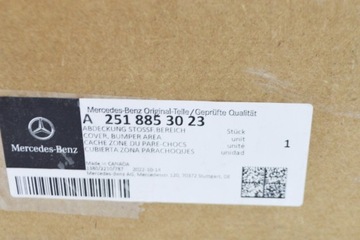 Mercedes-Benz Original-Teile/Geprüfte Qualität
A 251 885 30 23
ABDECKUNG STOSSF.BEREICH
COVER, BUMPER AREA
CACHE ZONE DU PARE-CHOCS
CUBIERTA ZONA PARACHOQUES
Stück
unit
unité
unidad
1
Mercedes-Benz
Made in CANADA